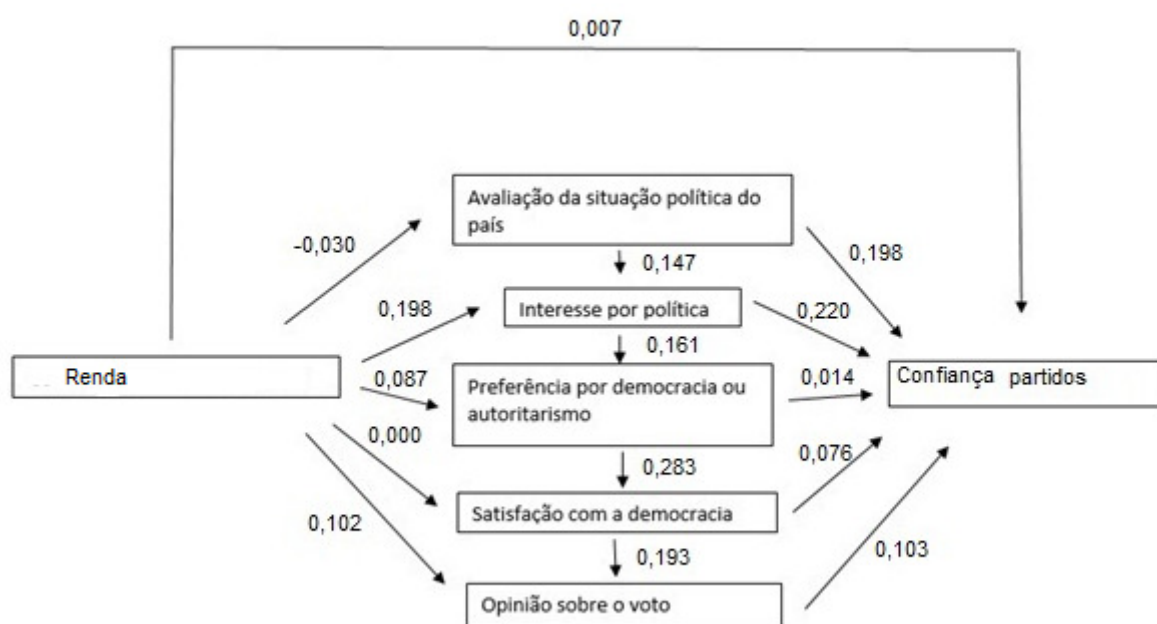 0,007
Avaliação da situação política do
país
-0,030
0,198
0,147
0,198
Interesse por política
0,220
0,161
Renda
0,087
Preferência por democracia ou
autoritarismo
0,014
Confiança partidos
0,000
0,283
0,076
Satisfação com a democracia
0,102
0,193
0,103
Opinião sobre o voto